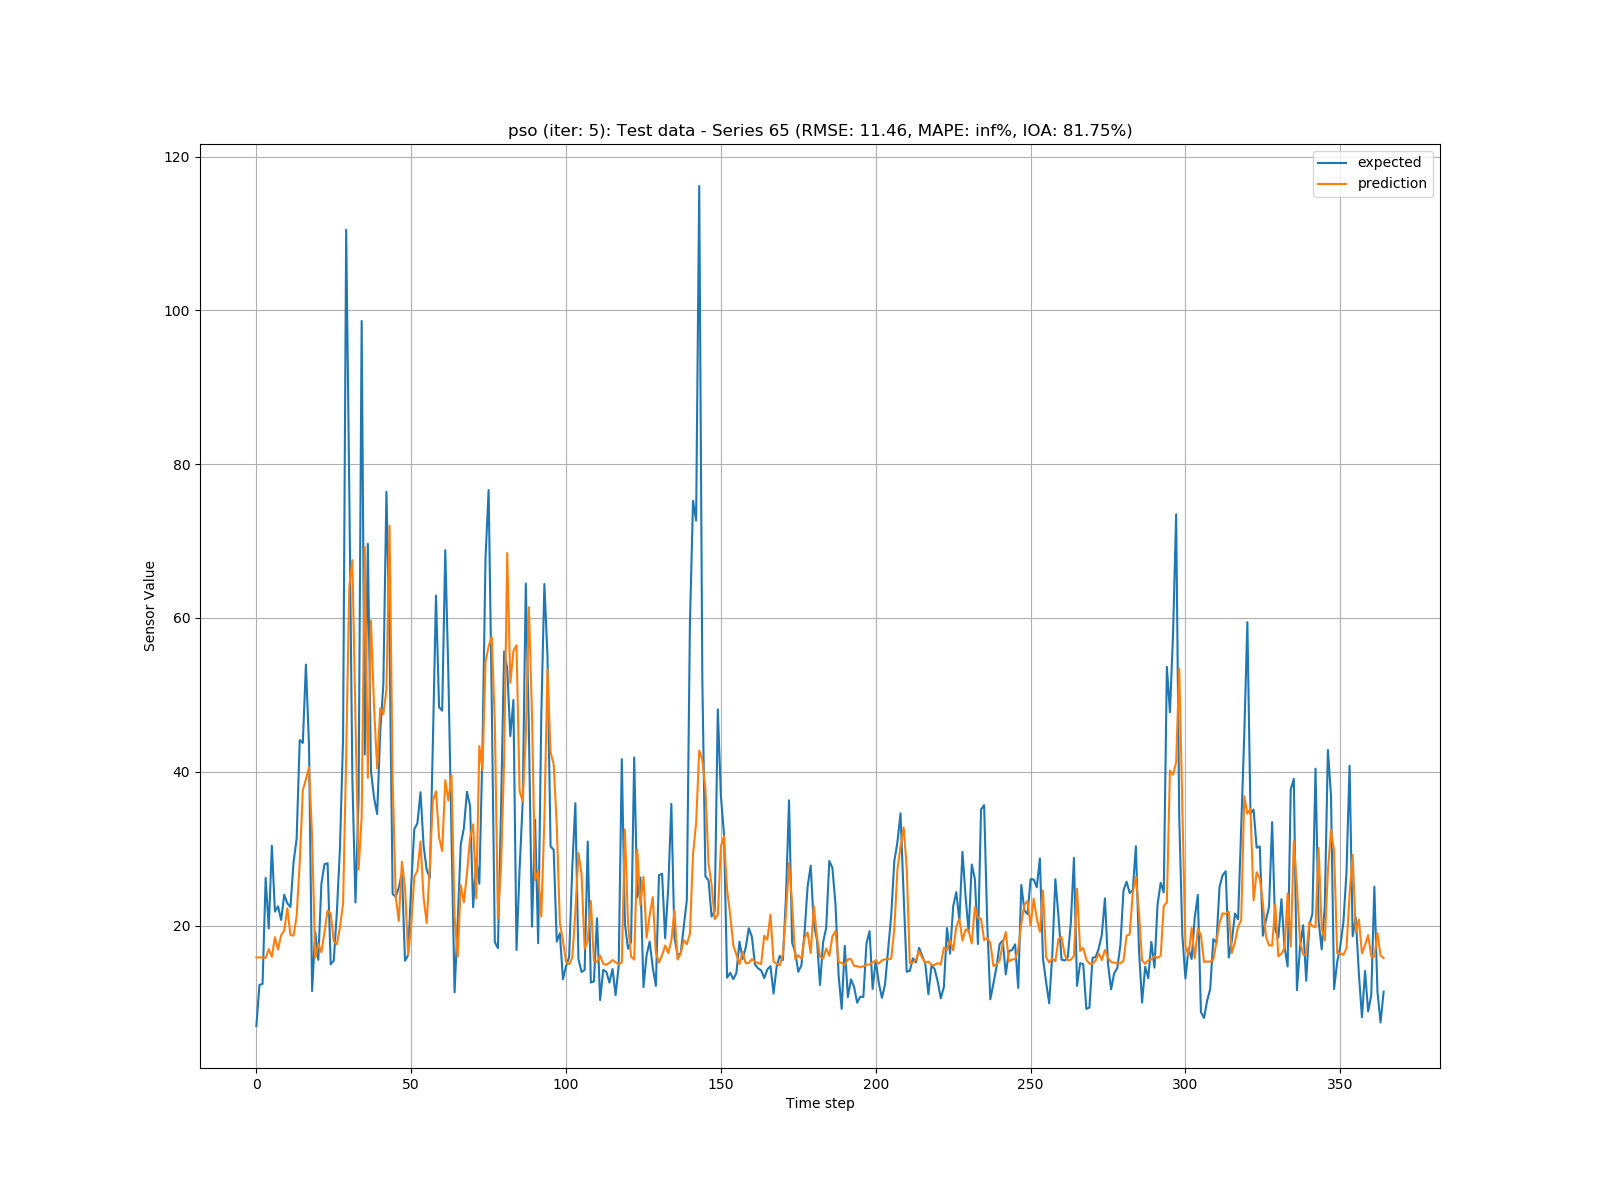 pso (iter: 5): Test data - Series 65 (RMSE: 11.46, MAPE: inf%, IOA: 81.75%)
expected
prediction
120
100
80
60
40
20
Sensor Value
0 50 100 150 200 250 300 350
Time step